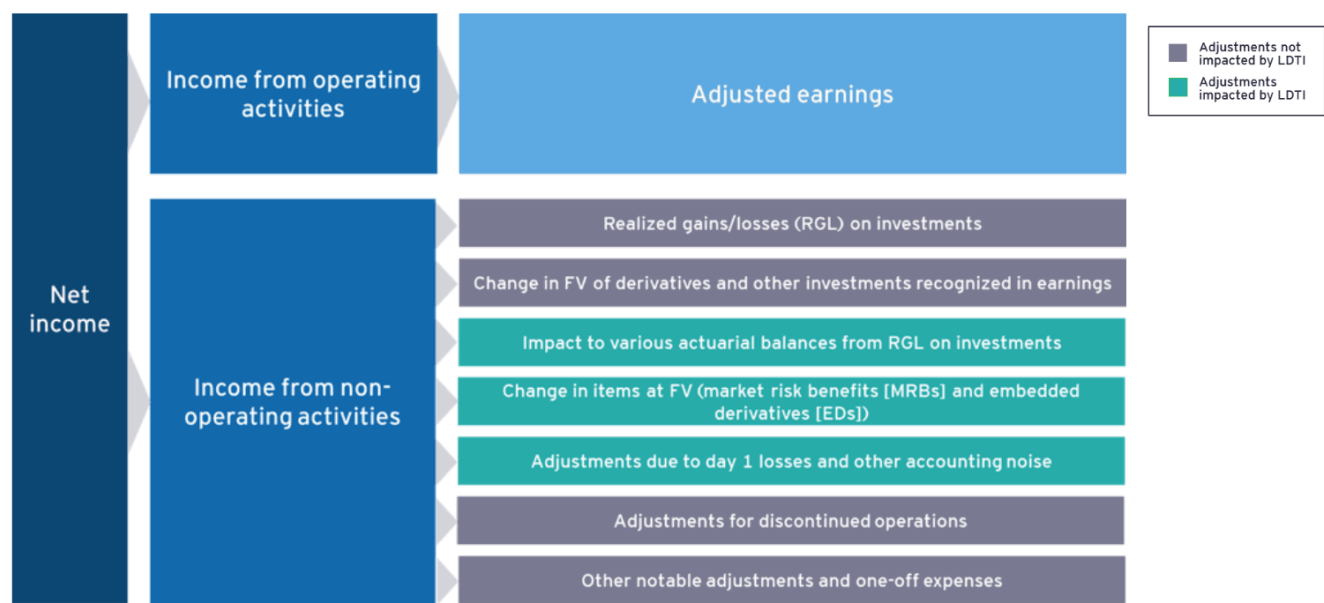 Net
income
Income from operating
activities
Adjusted earnings
Adjustments not
impacted by LDTI
Adjustments
impacted by LDTI
Income from non-
operating activities
Realized gains/losses (RGL) on investments
Change in FV of derivatives and other investments recognized in earnings
Impact to various actuarial balances from RGL on investments
Change in items at FV (market risk benefits [MRBs] and embedded
derivatives [EDs])
Adjustments due to day 1 losses and other accounting noise
Adjustments for discontinued operations
Other notable adjustments and one-off expenses